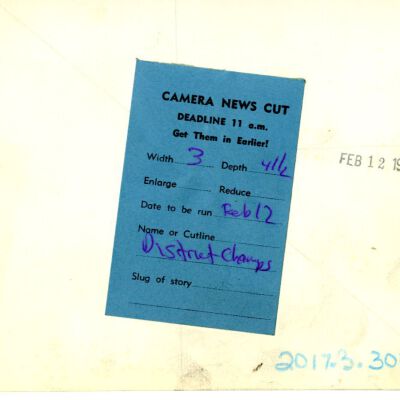 CAMERA NEWS CUT
DEADLINE 11 a.m.
Get Them in Earlier!
Width 3 Depth 4 1/2
Enlarge Reduce
Date to be run Feb 12
Name or Cutline
District Champs
Slug of story
FEB 12 19
2017.3.30